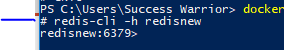 PS C:\Users\Success Warrior> docker
# redis-cli -h redisnew
redisnew:6379>